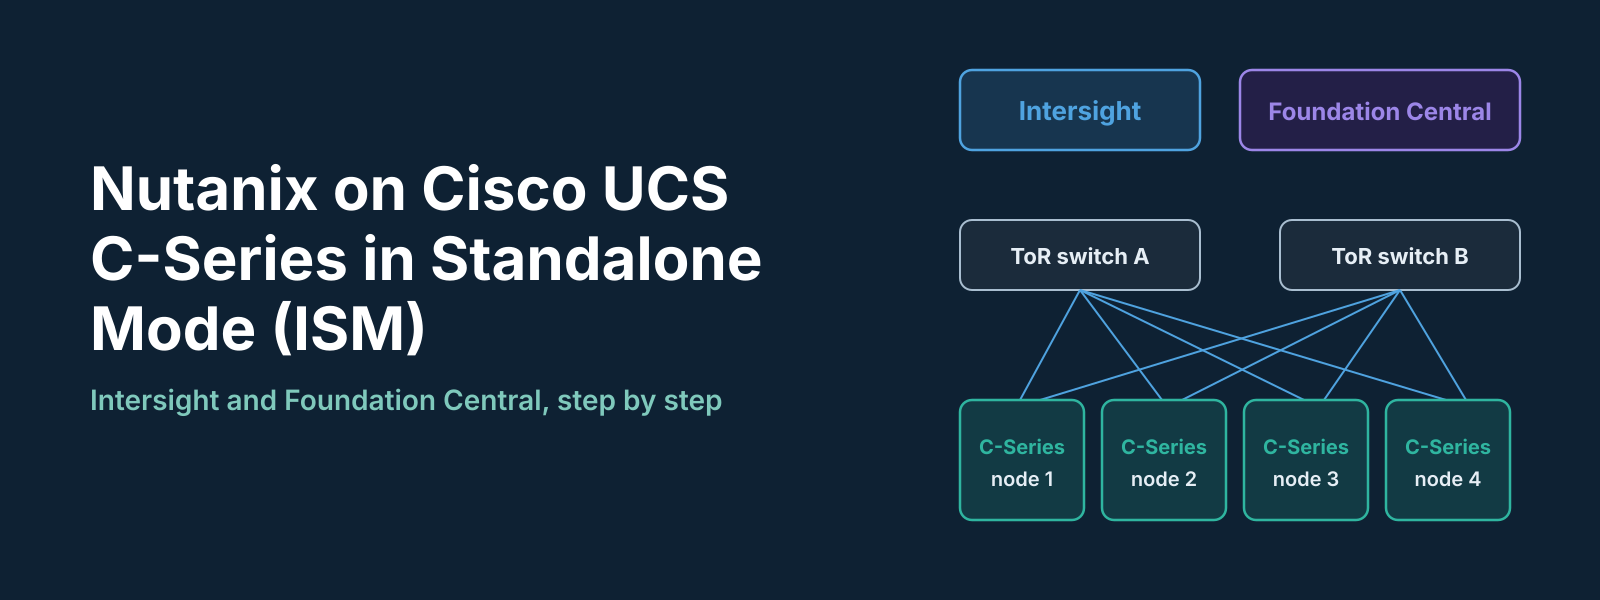 Nutanix on Cisco UCS
C-Series in Standalone
Mode (ISM)
Intersight and Foundation Central, step by step
Intersight
Foundation Central
ToR switch A
ToR switch B
C-Series
node 1
C-Series
node 2
C-Series
node 3
C-Series
node 4